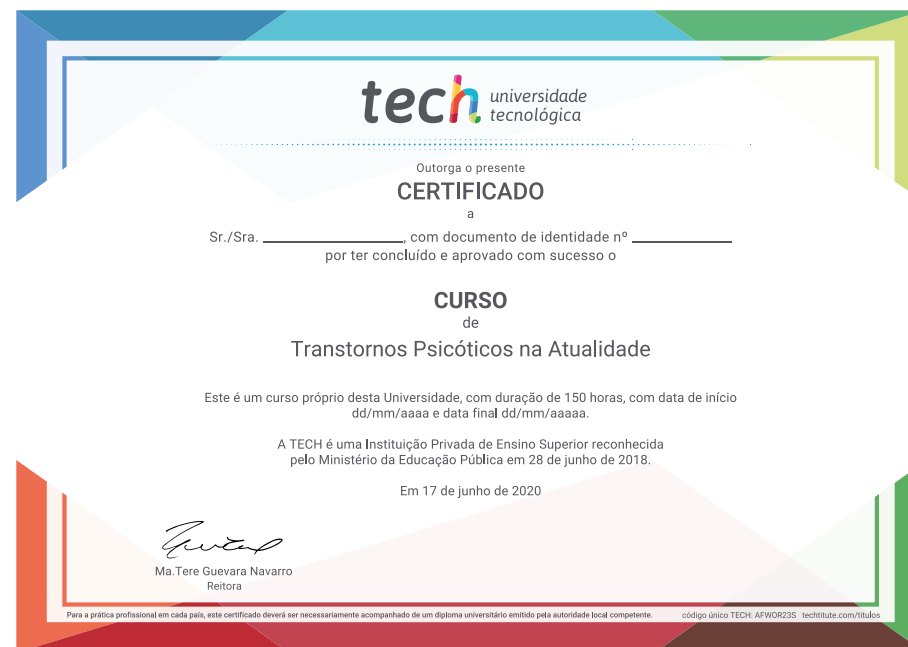 tech universidade
tecnológica
Outorga o presente
CERTIFICADO
a
Sr./Sra. ______________, com documento de identidade nº __________
por ter concluído e aprovado com sucesso o
CURSO
de
Transtornos Psicóticos na Atualidade
Este é um curso próprio desta Universidade, com duração de 150 horas, com data de início
dd/mm/aaaa e data final dd/mm/aaaaa.
A TECH é uma Instituição Privada de Ensino Superior reconhecida
pelo Ministério da Educação Pública em 28 de junho de 2018.
Em 17 de junho de 2020
Ma.Tere Guevara Navarro
Reitora
Para a prática profissional em cada país, este certificado deverá ser necessariamente acompanhado de um diploma universitário emitido pela autoridade local competente. código único TECH: AFWOR23S techtitute.com/titulos